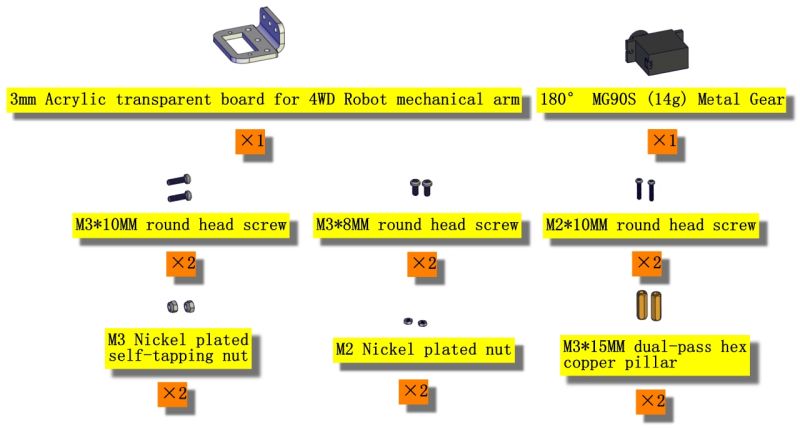 3mm Acrylic transparent board for 4WD Robot mechanical arm
180° MG90S (14g) Metal Gear
×1
×1
M3*10MM round head screw
M3*8MM round head screw
M2*10MM round head screw
×2
×2
×2
M3 Nickel plated
self-tapping nut
M2 Nickel plated nut
M3*15MM dual-pass hex
copper pillar
×2
×2
×2